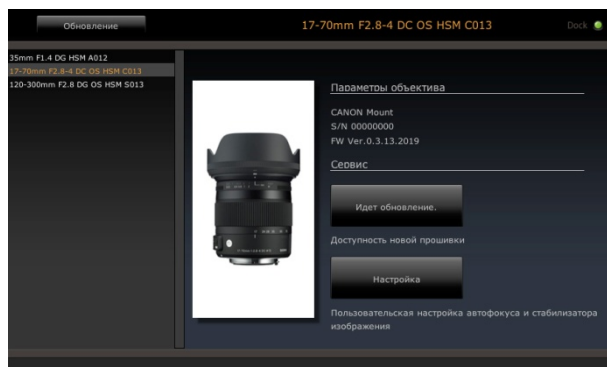 Обновление
17-70mm F2.8-4 DC OS HSM C013
Dock
35mm F1.4 DG HSM A012
17-70mm F2.8-4 DC OS HSM C013
120-300mm F2.8 DG OS HSM S013
Параметры объектива
CANON Mount
S/N 00000000
FW Ver.0.3.13.2019
Сервис
Идет обновление.
Доступность новой прошивки
Настройка
Пользовательская настройка автофокуса и стабилизатора
изображения